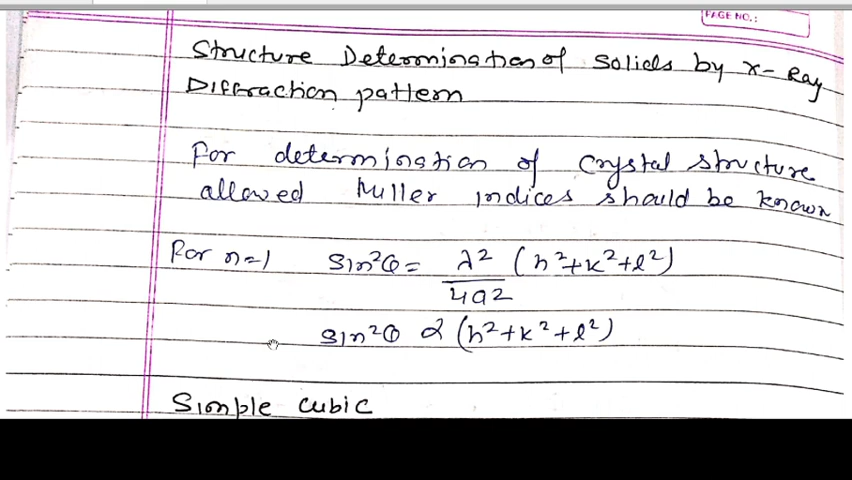 PAGE NO.:
Structure Determination of solids by x-Ray
Diffraction pattern
For determination of crystal structure
allowed Miller indices should be known
For n=1 sin²θ = λ²/4a² (h²+k²+l²)
sin²θ ∝ (h²+k²+l²)
Simple cubic